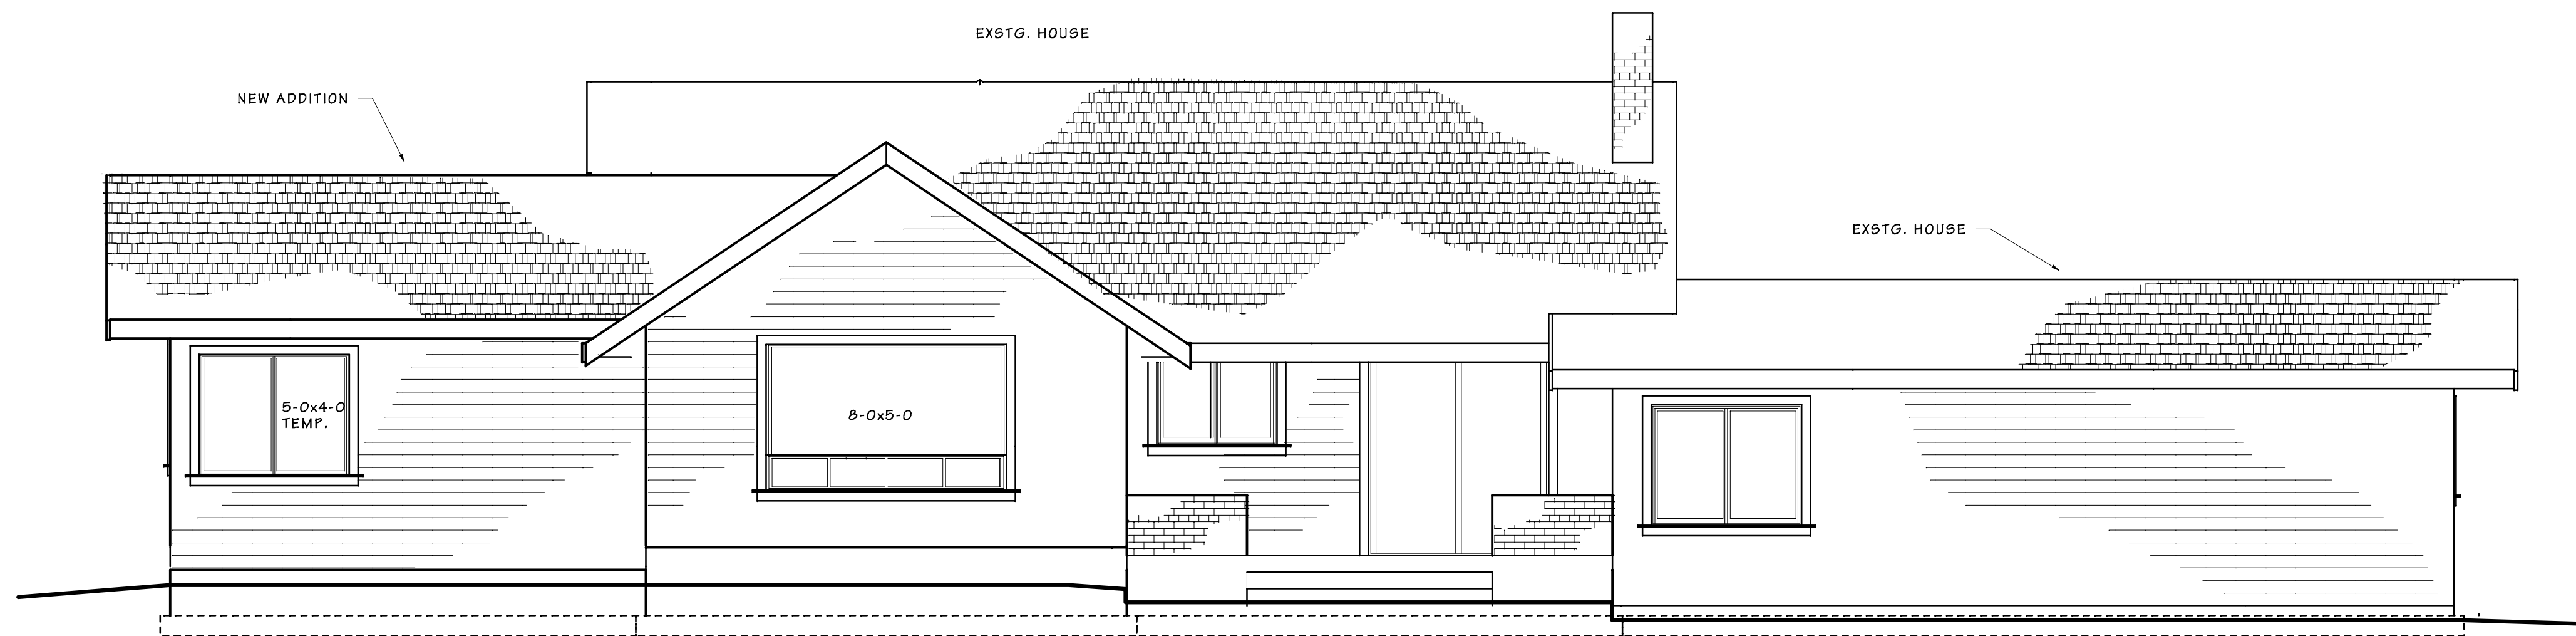 EXSTG. HOUSE
NEW ADDITION
EXSTG. HOUSE
5-0x4-0
TEMP.
8-0x5-0